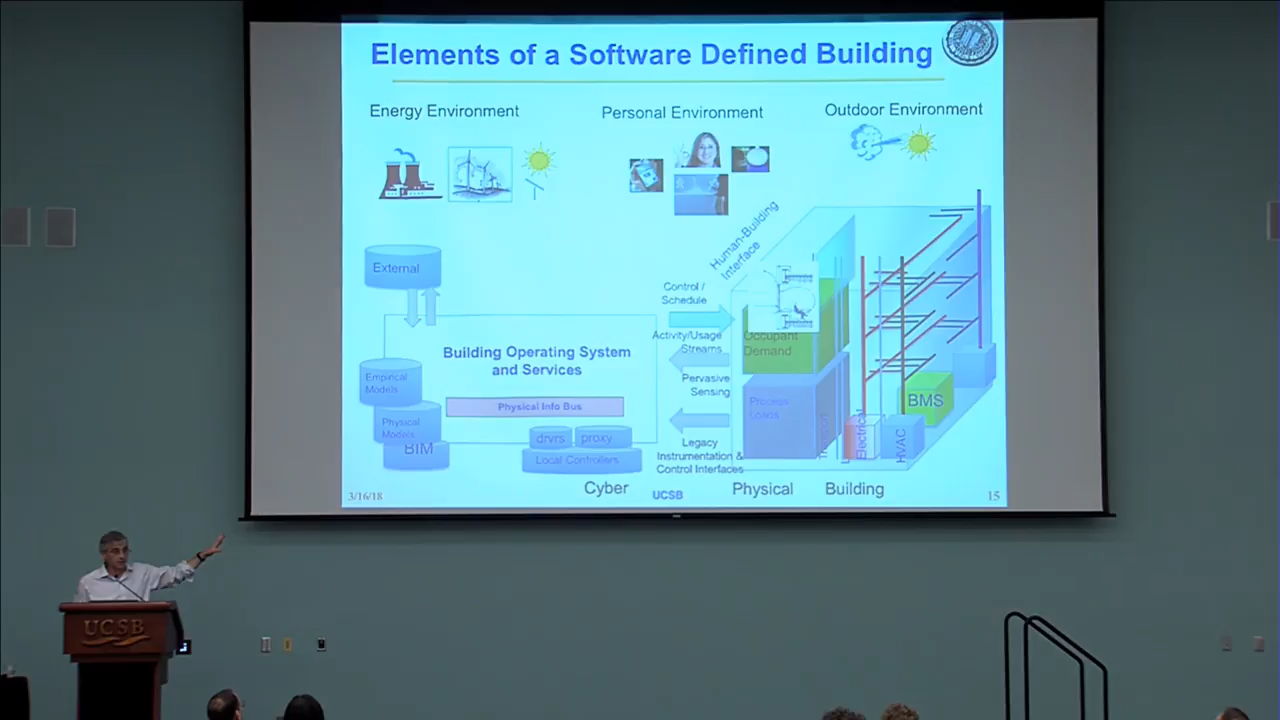 Elements of a Software Defined Building
Energy Environment
Personal Environment
Outdoor Environment
Human-Building
Interface
External
Control /
Schedule
Activity/Usage
Streams
Occupant
Demand
Building Operating System
and Services
Pervasive
Sensing
Empirical
Models
Physical Info Bus
Process
Loads
BMS
Physical
Models
BIM
drvrs
proxy
Local Controllers
Legacy
Instrumentation &
Control Interfaces
Electrical
HVAC
3/16/18
Cyber
UCSB
Physical
Building
15
UCSB